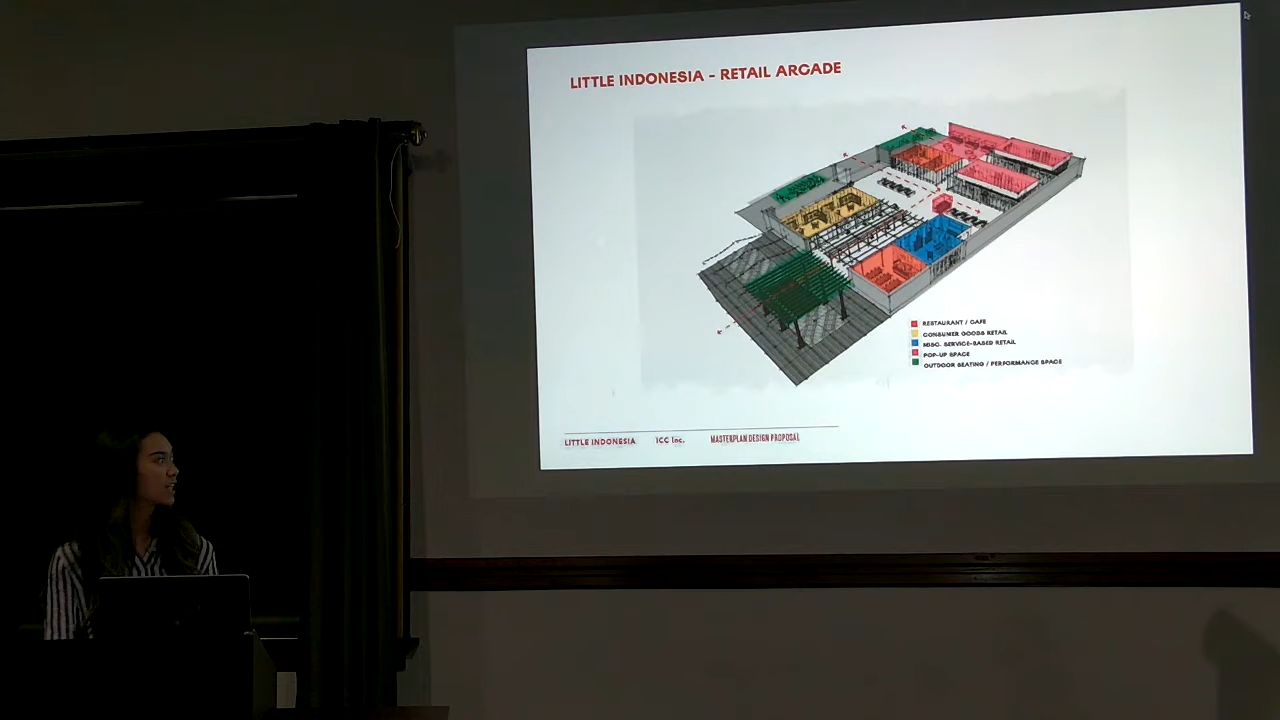 LITTLE INDONESIA - RETAIL ARCADE
RESTAURANT / CAFE
CONSUMER GOODS RETAIL
MISC. SERVICE-BASED RETAIL
POP-UP SPACE
OUTDOOR SEATING / PERFORMANCE SPACE
LITTLE INDONESIA ICC Inc. MASTERPLAN DESIGN PROPOSAL